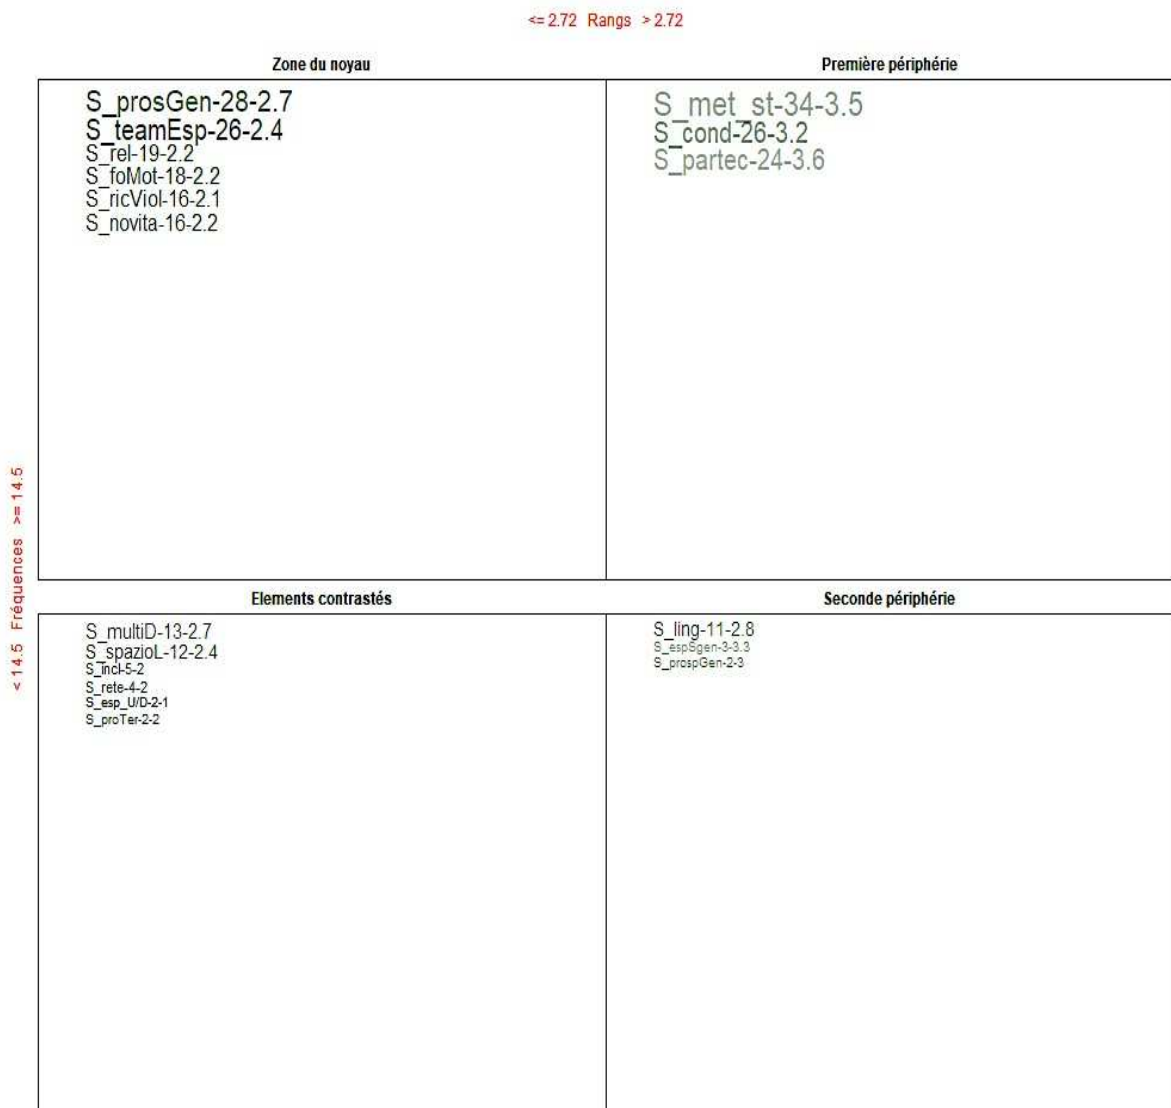 <= 2.72 Rangs > 2.72
Zone du noyau
S_prosGen-28-2.7
S_teamEsp-26-2.4
S_rel-19-2.2
S_foMot-18-2.2
S_ricViol-16-2.1
S_novita-16-2.2
Première périphérie
S_met_st-34-3.5
S_cond-26-3.2
S_partec-24-3.6
< 14.5 Fréquences >= 14.5
Elements contrastés
S_multiD-13-2.7
S_spazioL-12-2.4
S_incl-5-2
S_rete-4-2
S_esp_U/D-2-1
S_proTer-2-2
Seconde périphérie
S_ling-11-2.8
S_espSgen-3-3.3
S_prospGen-2-3